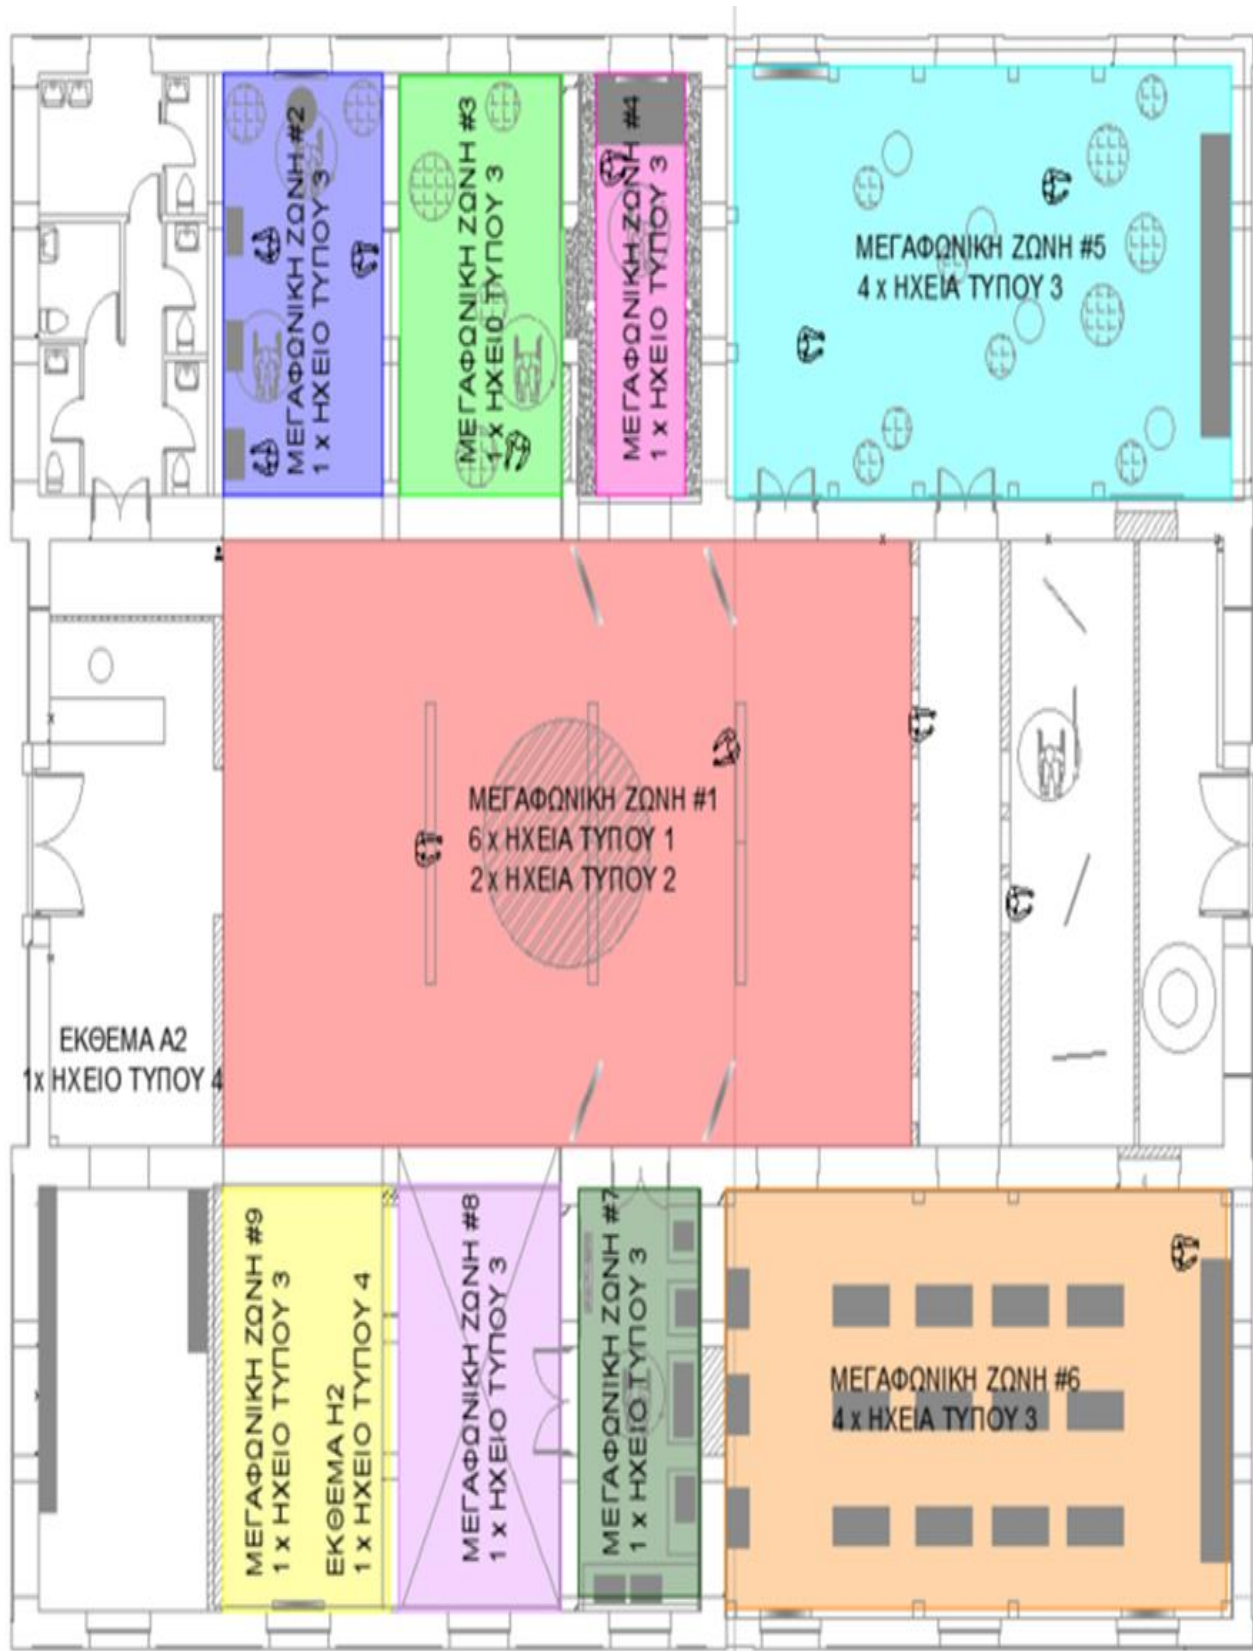 ΜΕΓΑΦΩΝΙΚΗ ΖΩΝΗ #2
1 x ΗΧΕΙΟ ΤΥΠΟΥ 3
ΜΕΓΑΦΩΝΙΚΗ ΖΩΝΗ #3
1 x ΗΧΕΙΟ ΤΥΠΟΥ 3
ΜΕΓΑΦΩΝΙΚΗ ΖΩΝΗ #4
1 x ΗΧΕΙΟ ΤΥΠΟΥ 3
ΜΕΓΑΦΩΝΙΚΗ ΖΩΝΗ #5
4 x ΗΧΕΙΑ ΤΥΠΟΥ 3
ΜΕΓΑΦΩΝΙΚΗ ΖΩΝΗ #1
6 x ΗΧΕΙΑ ΤΥΠΟΥ 1
2 x ΗΧΕΙΑ ΤΥΠΟΥ 2
ΕΚΘΕΜΑ Α2
1x ΗΧΕΙΟ ΤΥΠΟΥ 4
ΜΕΓΑΦΩΝΙΚΗ ΖΩΝΗ #9
1 x ΗΧΕΙΟ ΤΥΠΟΥ 3
ΕΚΘΕΜΑ Η2
1 x ΗΧΕΙΟ ΤΥΠΟΥ 4
ΜΕΓΑΦΩΝΙΚΗ ΖΩΝΗ #8
1 x ΗΧΕΙΟ ΤΥΠΟΥ 3
ΜΕΓΑΦΩΝΙΚΗ ΖΩΝΗ #7
1 x ΗΧΕΙΟ ΤΥΠΟΥ 3
ΜΕΓΑΦΩΝΙΚΗ ΖΩΝΗ #6
4 x ΗΧΕΙΑ ΤΥΠΟΥ 3